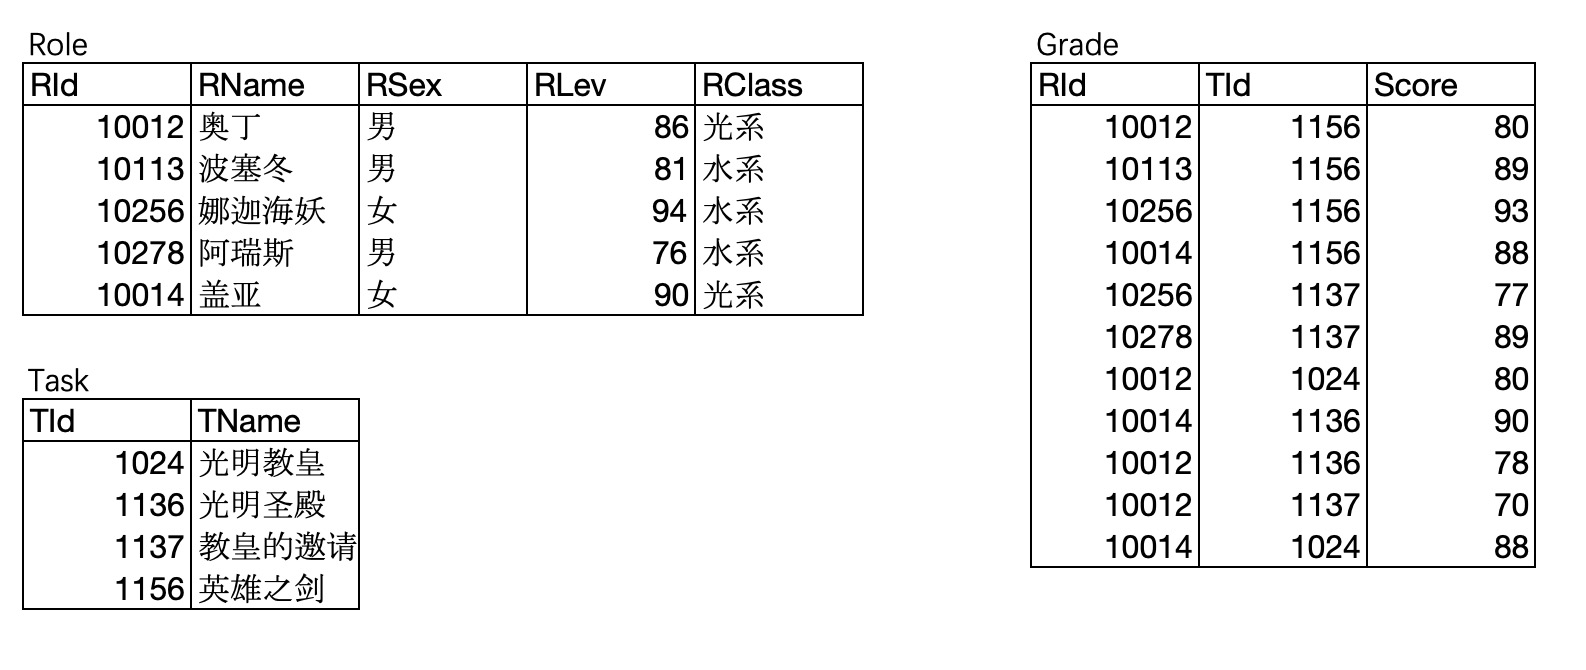 Role
RId RName RSex RLev RClass
10012 奥丁 男 86 光系
10113 波塞冬 男 81 水系
10256 娜迦海妖 女 94 水系
10278 阿瑞斯 男 76 水系
10014 盖亚 女 90 光系
Task
TId TName
1024 光明教皇
1136 光明圣殿
1137 教皇的邀请
1156 英雄之剑
Grade
RId TId Score
10012 1156 80
10113 1156 89
10256 1156 93
10014 1156 88
10256 1137 77
10278 1137 89
10012 1024 80
10014 1136 90
10012 1136 78
10012 1137 70
10014 1024 88